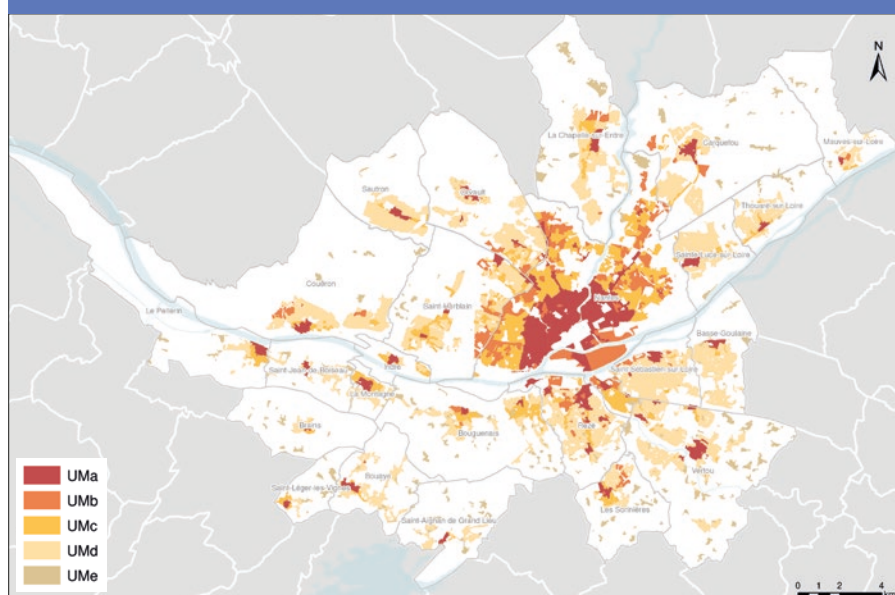 N
La Chapelle-sur-Erdre
Carquefou
Mauves-sur-Loire
Sautron
Orvault
Thouaré-sur-Loire
Sainte-Luce-sur-Loire
Couëron
Saint-Herblain
Nantes
Le Pellerin
Basse-Goulaine
Saint-Jean-de-Boiseau
Indre
Saint-Sébastien-sur-Loire
La Montagne
Brains
Bouguenais
Rezé
Vertou
Bouaye
Saint-Léger-les-Vignes
Les Sorinières
Saint-Aignan de Grand Lieu
UMa
UMb
UMc
UMd
UMe
0 1 2 4